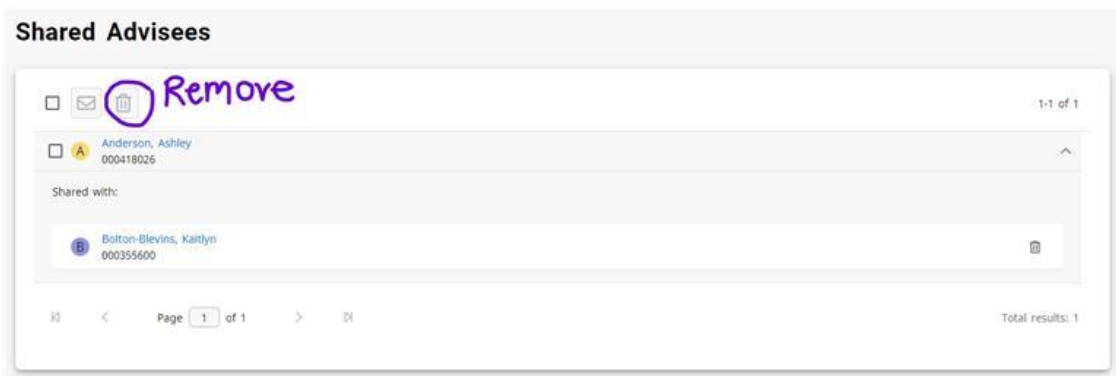 Shared Advisees
Remove
1-1 of 1
A
Anderson, Ashley
000418026
Shared with:
B
Bolton-Blevins, Kaitlyn
000355600
Page 1 of 1
Total results: 1